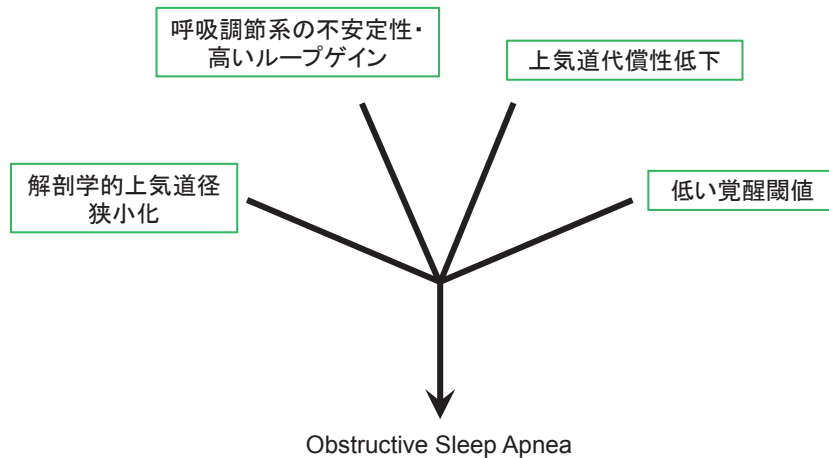 呼吸調節系の不安定性・
高いループゲイン
上気道代償性低下
解剖学的上気道径
狭小化
低い覚醒閾値
Obstructive Sleep Apnea